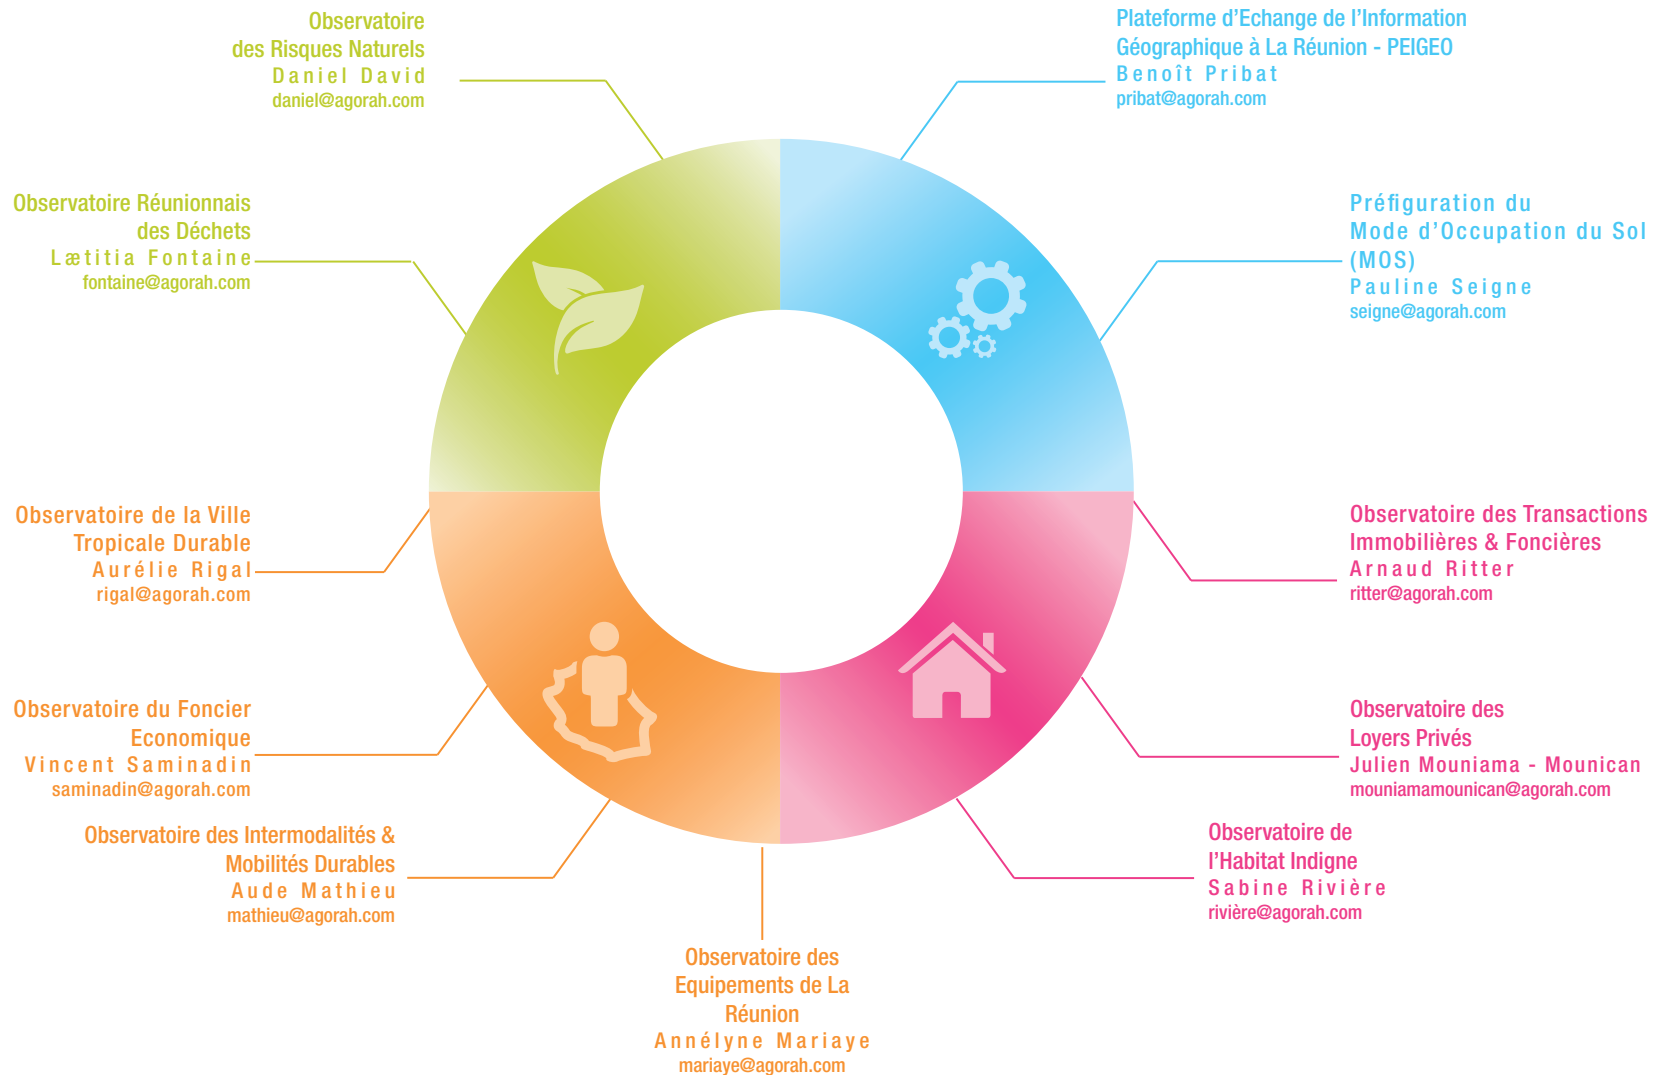 Observatoire
des Risques Naturels
Daniel David
daniel@agorah.com
Plateforme d’Echange de l’Information
Géographique à La Réunion - PEIGEO
Benoît Pribat
pribat@agorah.com
Observatoire Réunionnais
des Déchets
Lætitia Fontaine
fontaine@agorah.com
Préfiguration du
Mode d’Occupation du Sol
(MOS)
Pauline Seigne
seigne@agorah.com
Observatoire de la Ville
Tropicale Durable
Aurélie Rigal
rigal@agorah.com
Observatoire des Transactions
Immobilières & Foncières
Arnaud Ritter
ritter@agorah.com
Observatoire du Foncier
Economique
Vincent Saminadin
saminadin@agorah.com
Observatoire des
Loyers Privés
Julien Mouniama - Mounican
mouniamamounican@agorah.com
Observatoire des Intermodalités &
Mobilités Durables
Aude Mathieu
mathieu@agorah.com
Observatoire de
l’Habitat Indigne
Sabine Rivière
rivière@agorah.com
Observatoire des
Equipements de La
Réunion
Annélyne Mariaye
mariaye@agorah.com